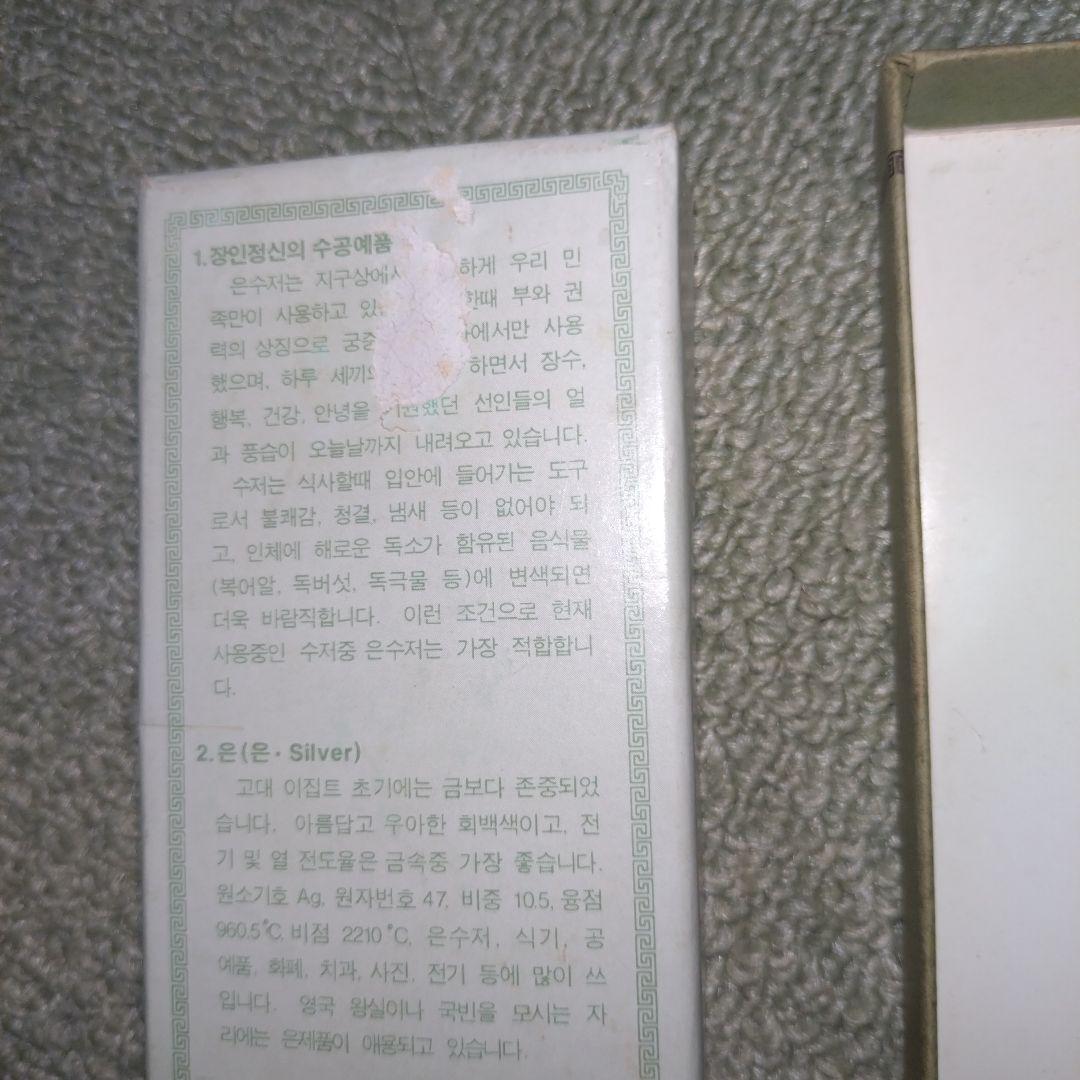 1. 장인정신의 수공예품
은수저는 지구상에서 하게 우리 민
족만이 사용하고 한때 부와 권
력의 상징으로 에서만 사용
했으며, 하루 하면서 장수,
행복, 건강, 안녕을 기원했던 선인들의 얼
과 풍습이 오늘날까지 내려오고 있습니다.
수저는 식사할때 입안에 들어가는 도구
로서 불쾌감, 청결, 냄새 등이 없어야 되
고, 인체에 해로운 독소가 함유된 음식물
(복어알, 독버섯, 독극물 등)에 변색되면
더욱 바람직합니다. 이런 조건으로 현재
사용중인 수저중 은수저는 가장 적합합니
다.
2. 은(은·Silver)
고대 이집트 초기에는 금보다 존중되었
습니다. 아름답고 우아한 회백색이고, 전
기 및 열 전도율은 금속중 가장 좋습니다.
원소기호 Ag, 원자번호 47, 비중 10.5, 융점
960.5°C, 비점 2210°C, 은수저, 식기, 공
예품, 화폐, 치과, 사진, 전기 등에 많이 쓰
입니다. 영국 왕실이나 국빈을 모시는 자
리에는 은제품이 애용되고 있습니다.